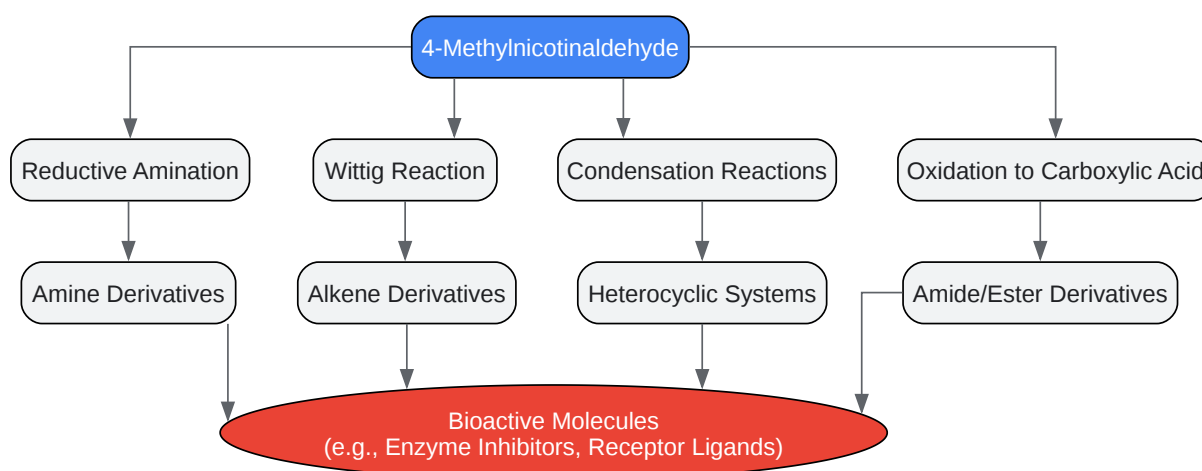 4-Methylnicotinaldehyde
Reductive Amination
Wittig Reaction
Condensation Reactions
Oxidation to Carboxylic Acid
Amine Derivatives
Alkene Derivatives
Heterocyclic Systems
Amide/Ester Derivatives
Bioactive Molecules
(e.g., Enzyme Inhibitors, Receptor Ligands)